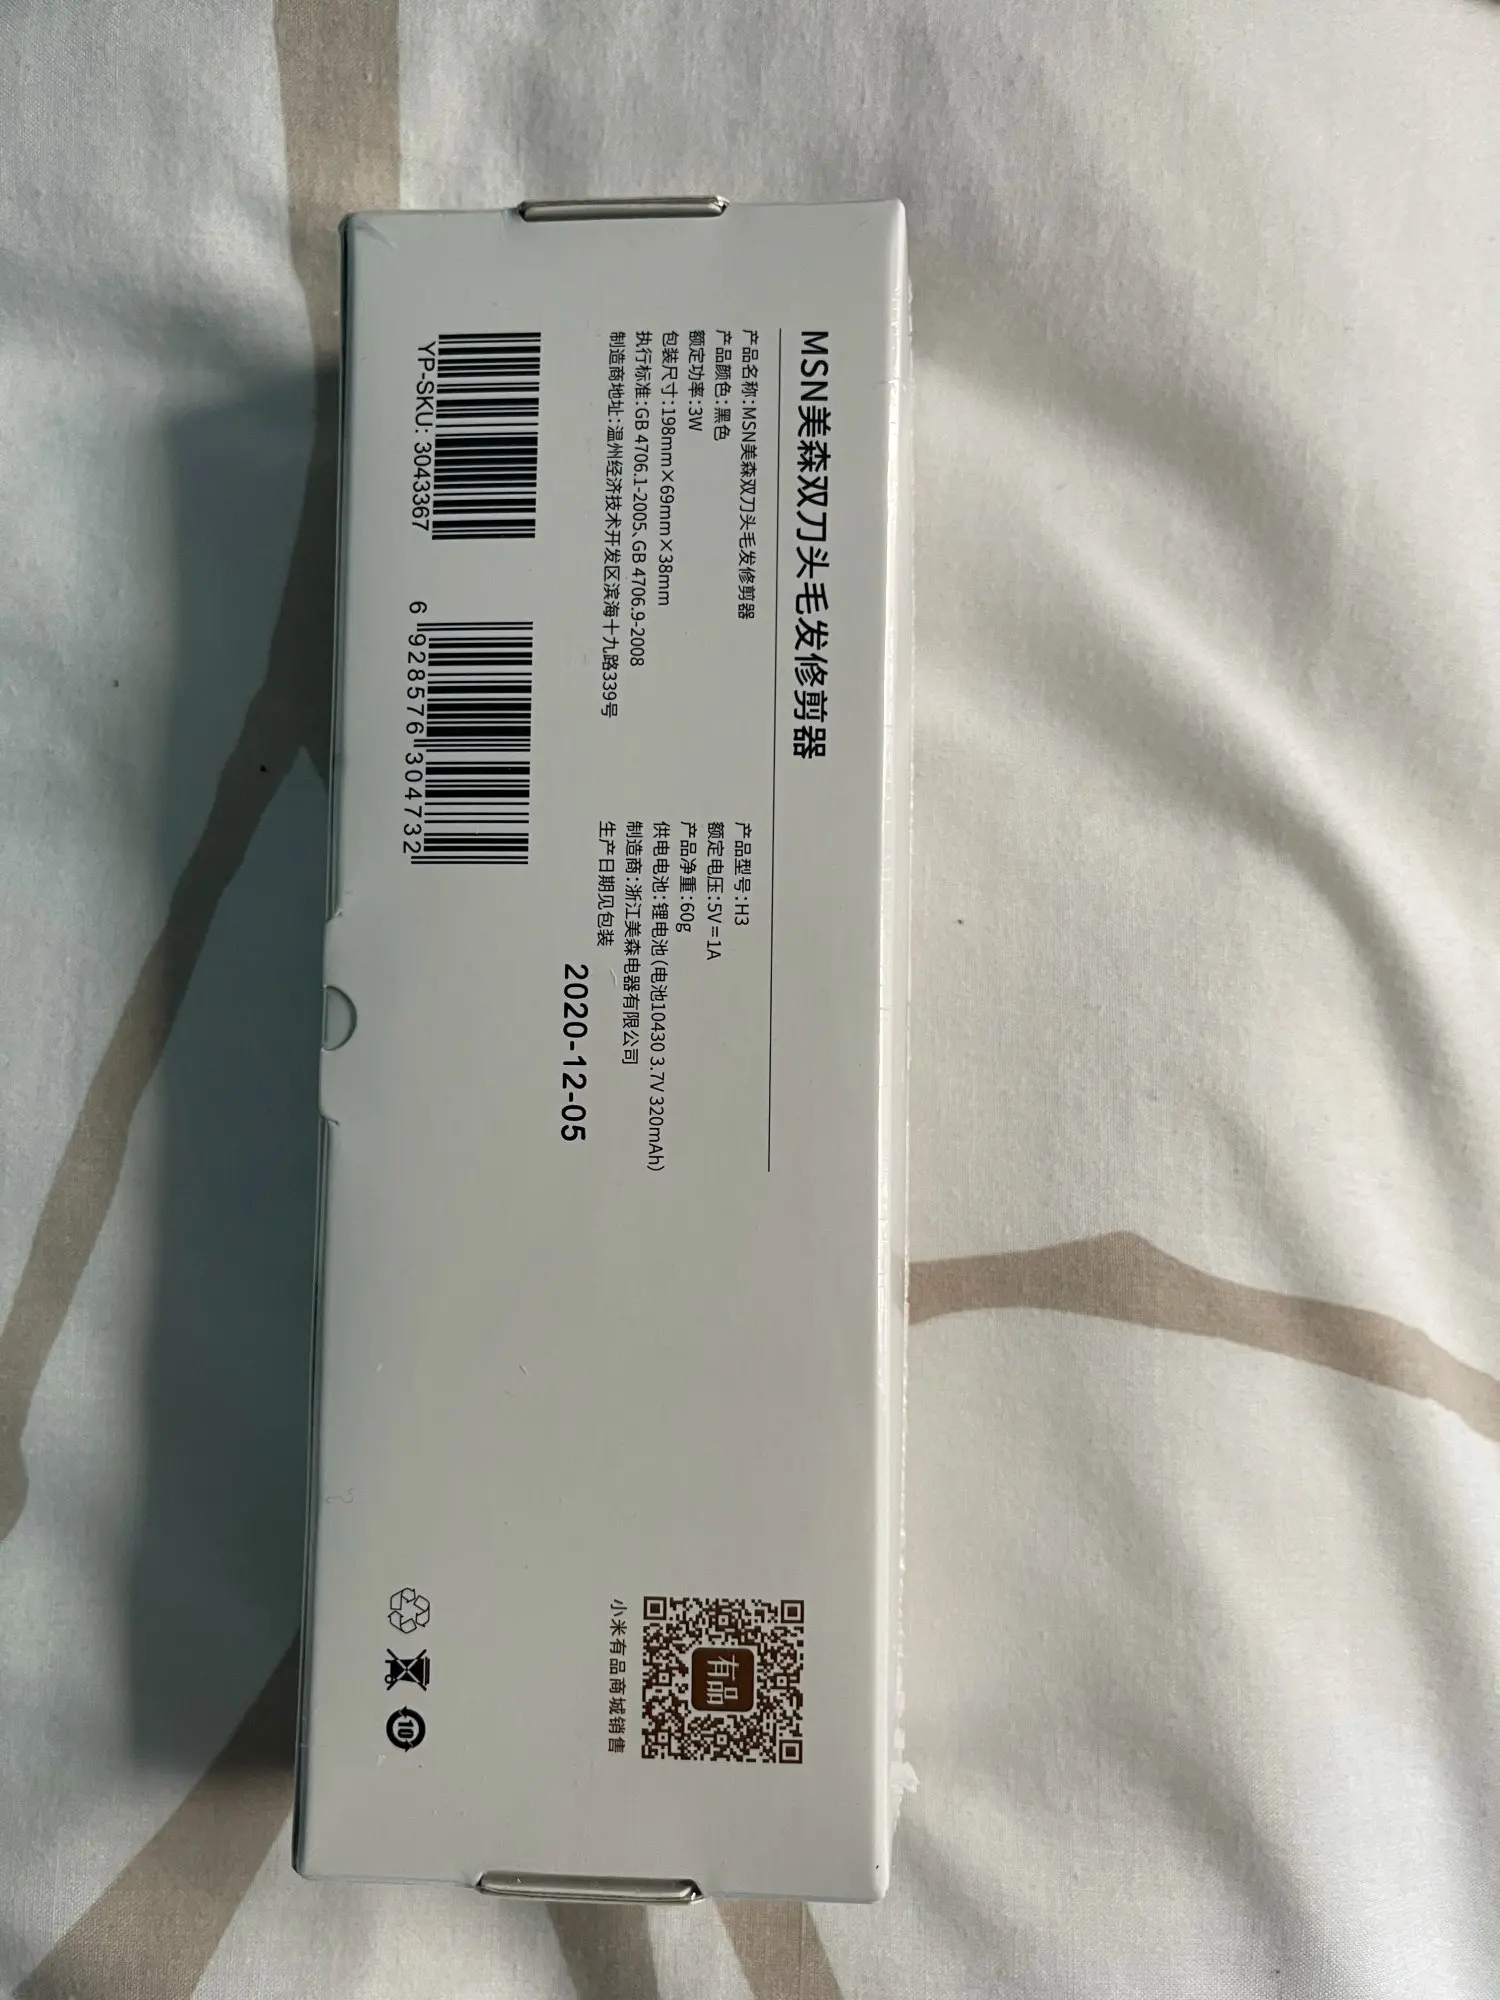 MSN美森双刀头毛发修剪器
产品名称:MSN美森双刀头毛发修剪器
产品颜色:黑色
额定功率:3W
包装尺寸:198mm×69mm×38mm
执行标准:GB 4706.1-2005、GB 4706.9-2008
制造商地址:温州经济技术开发区滨海十九路339号
产品型号:H3
额定电压:5V=1A
产品净重:60g
供电电池:锂电池(电池10430 3.7V 320mAh)
制造商:浙江美森电器有限公司
生产日期见包装
2020-12-05
YP-SKU: 3043367
6 928576 304732
有品
小米有品商城销售
10